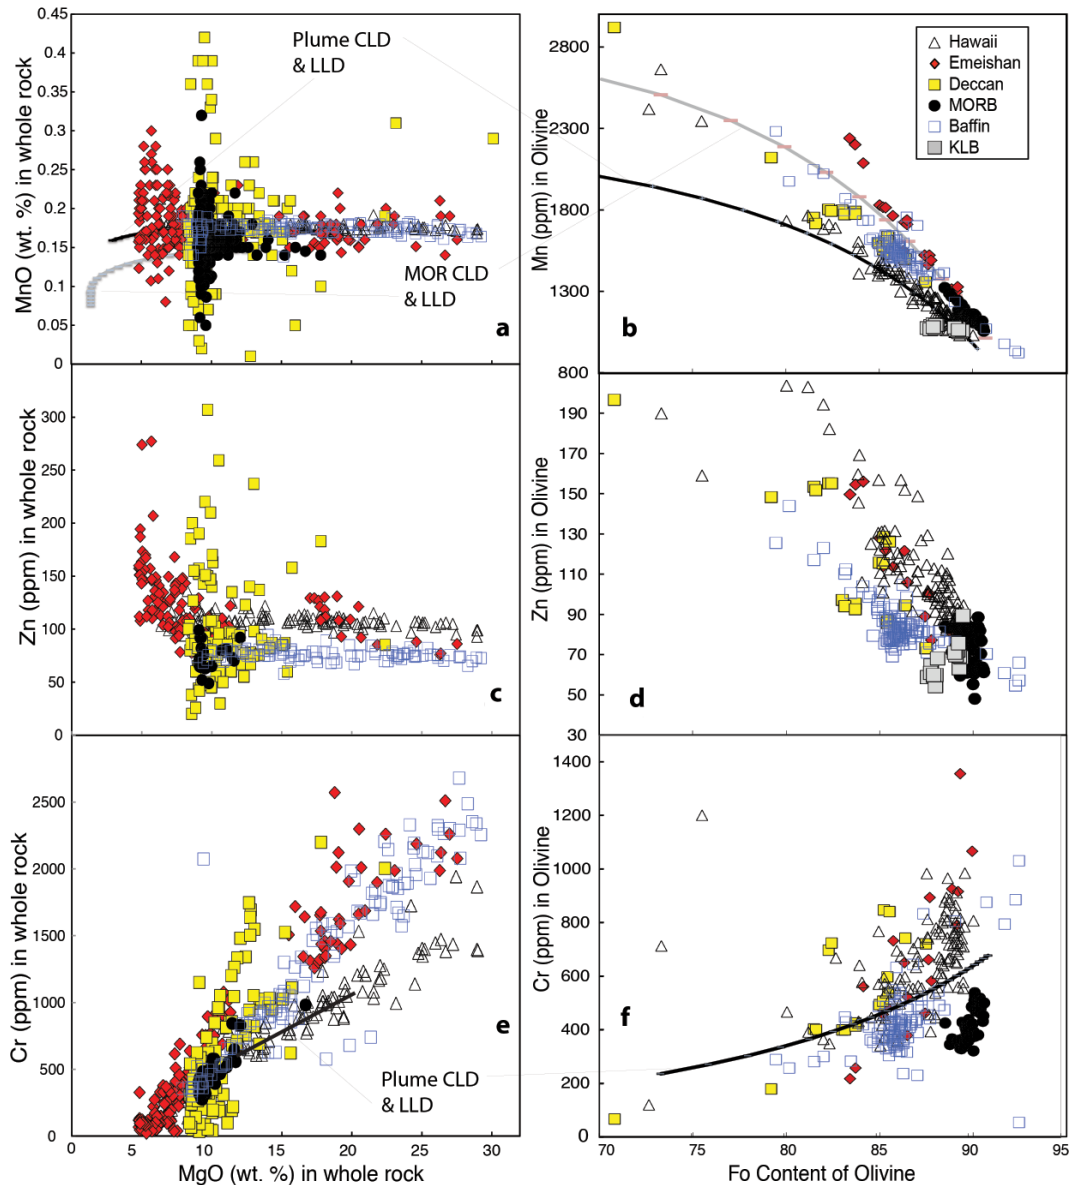 0.45
0.4
0.35
0.3
0.25
0.2
0.15
0.1
0.05
0
MnO (wt. %) in whole rock
Plume CLD
& LLD
MOR CLD
& LLD
a
5
10
15
20
25
30
2800
2300
1800
1300
800
Mn (ppm) in Olivine
b
Hawaii
Emeishan
Deccan
MORB
Baffin
KLB
300
250
200
150
100
50
0
Zn (ppm) in whole rock
c
190
170
150
130
110
90
70
50
30
Zn (ppm) in Olivine
d
2500
2000
1500
1000
500
0
Cr (ppm) in whole rock
e
Plume CLD
& LLD
0
5
10
15
20
25
30
MgO (wt. %) in whole rock
1400
1200
1000
800
600
400
200
0
Cr (ppm) in Olivine
f
70
75
80
85
90
95
Fo Content of Olivine